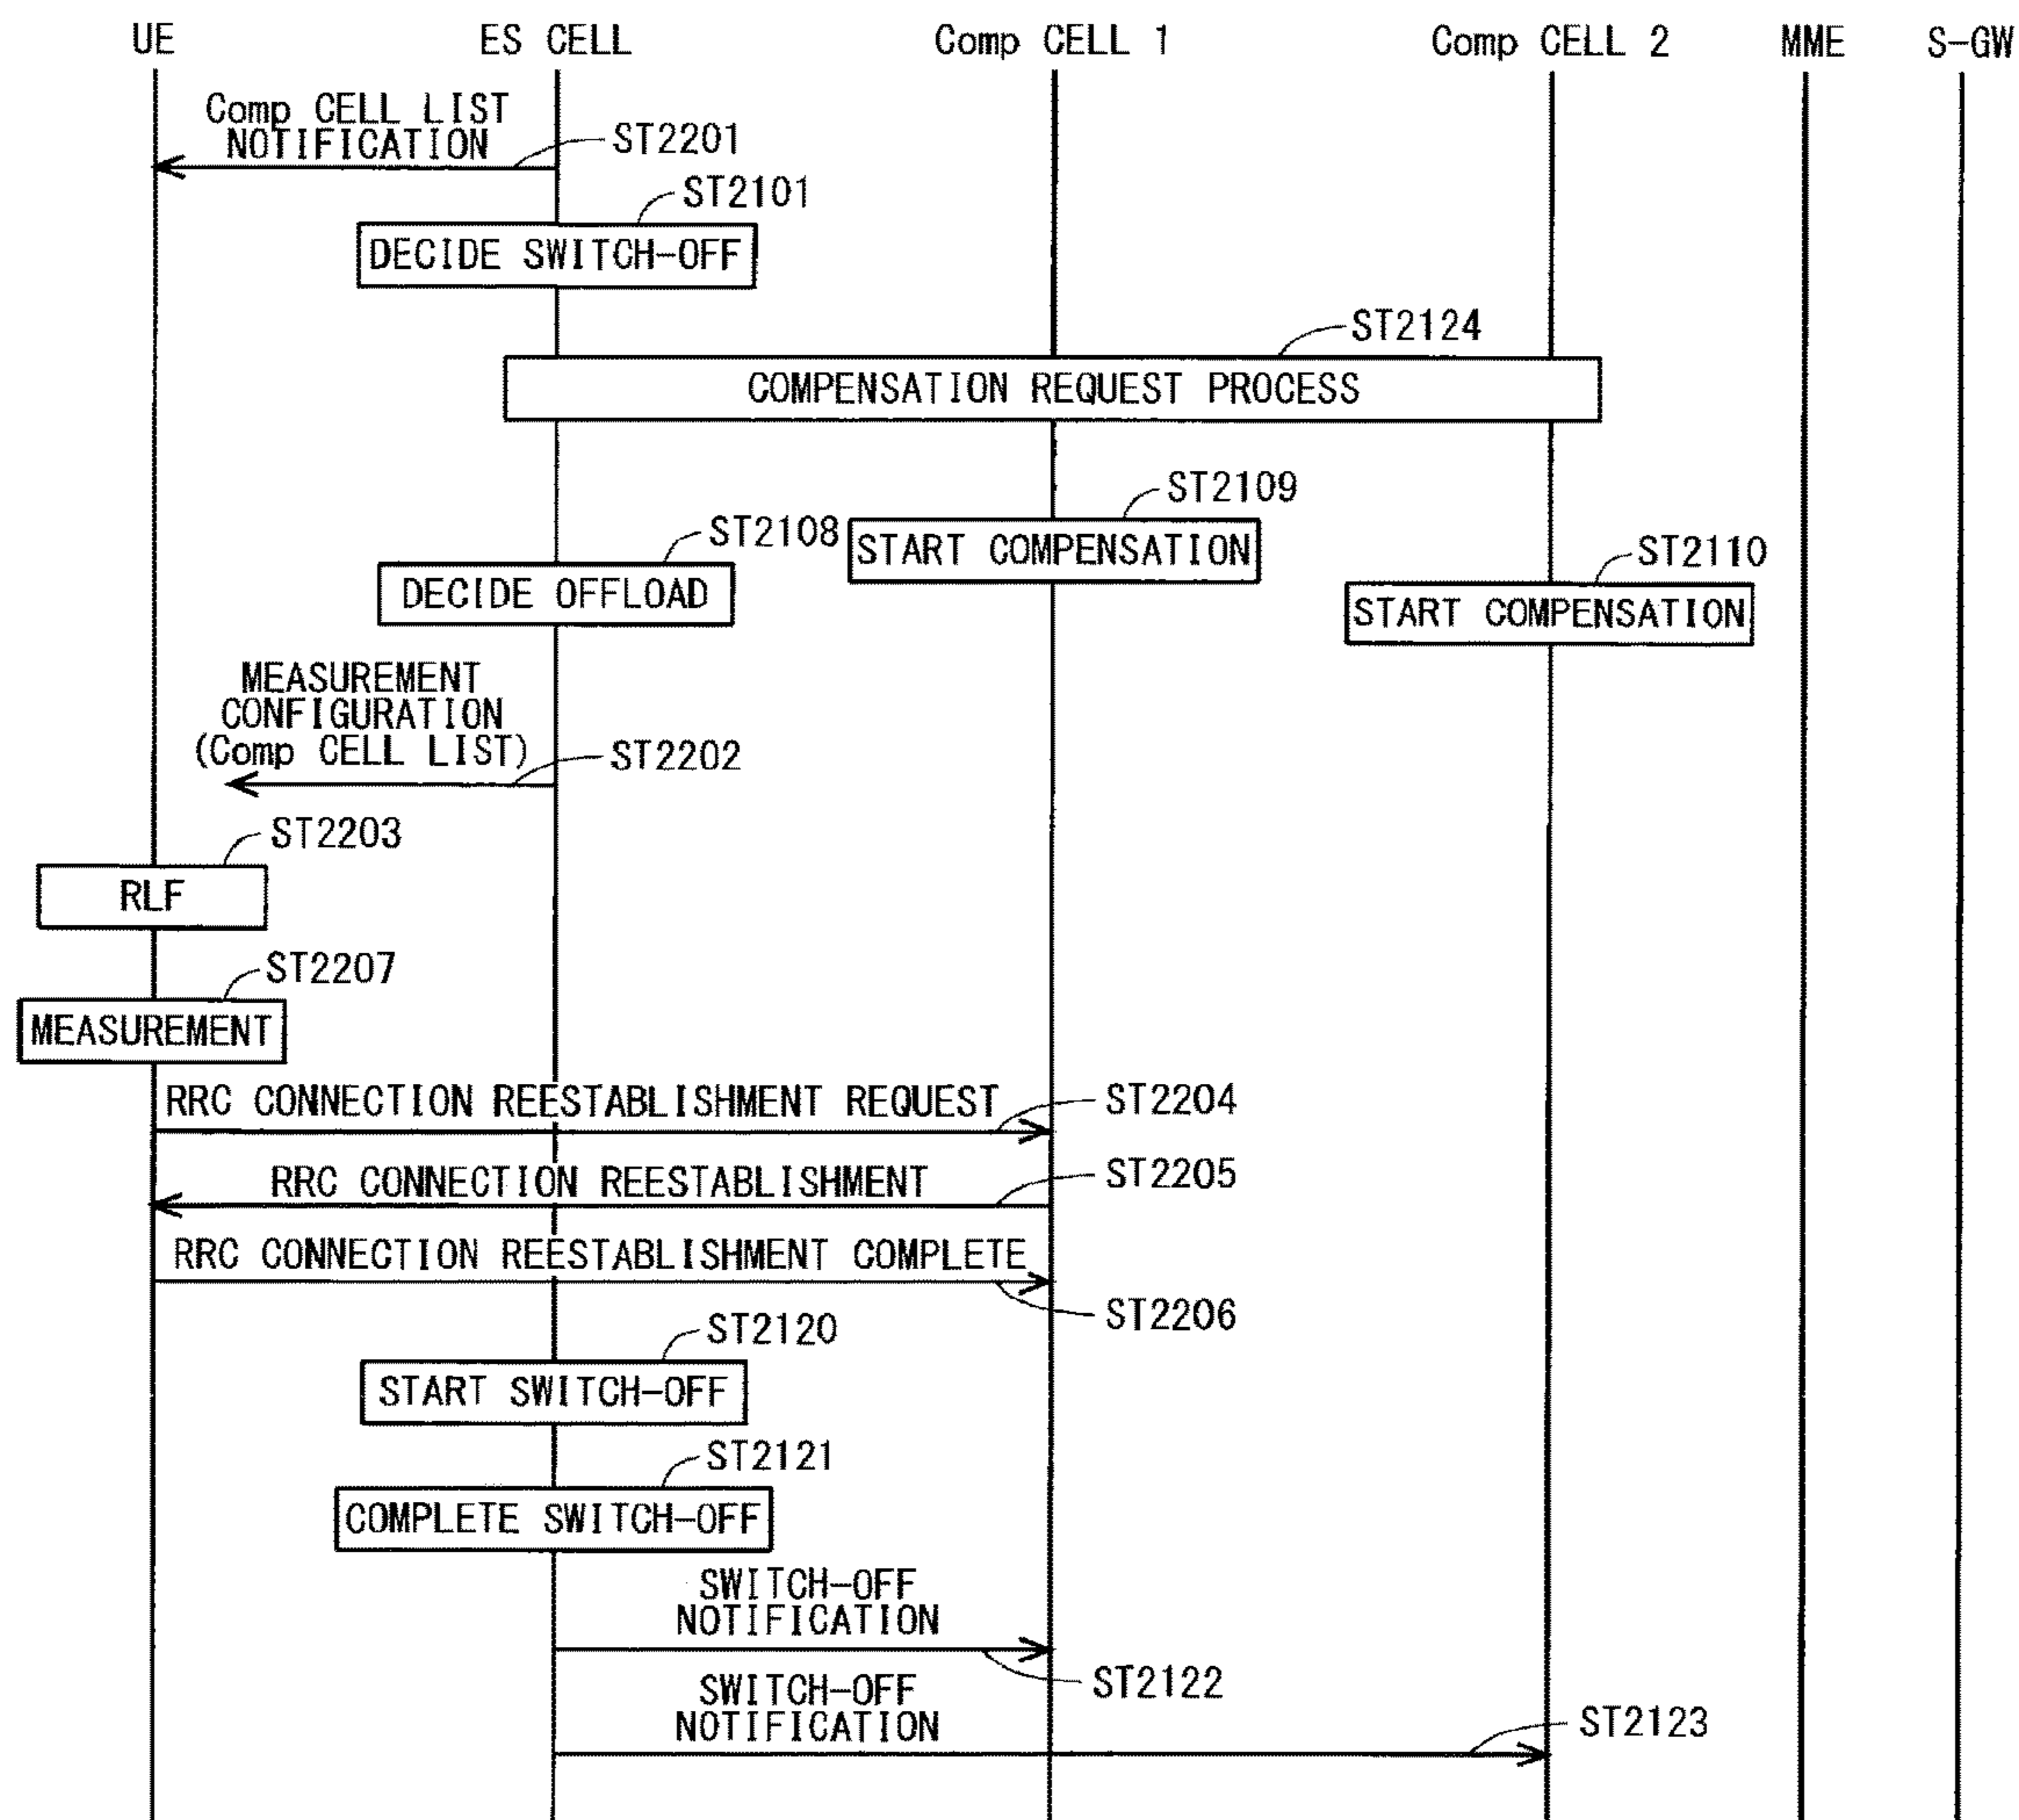 UE
ES CELL
Comp CELL 1
Comp CELL 2
MME
S-GW
Comp CELL LIST
NOTIFICATION
ST2201
ST2101
DECIDE SWITCH-OFF
ST2124
COMPENSATION REQUEST PROCESS
ST2109
START COMPENSATION
ST2108
DECIDE OFFLOAD
ST2110
START COMPENSATION
MEASUREMENT
CONFIGURATION
(Comp CELL LIST)
ST2202
ST2203
RLF
ST2207
MEASUREMENT
RRC CONNECTION REESTABLISHMENT REQUEST
ST2204
RRC CONNECTION REESTABLISHMENT
ST2205
RRC CONNECTION REESTABLISHMENT COMPLETE
ST2206
ST2120
START SWITCH-OFF
ST2121
COMPLETE SWITCH-OFF
SWITCH-OFF
NOTIFICATION
ST2122
SWITCH-OFF
NOTIFICATION
ST2123